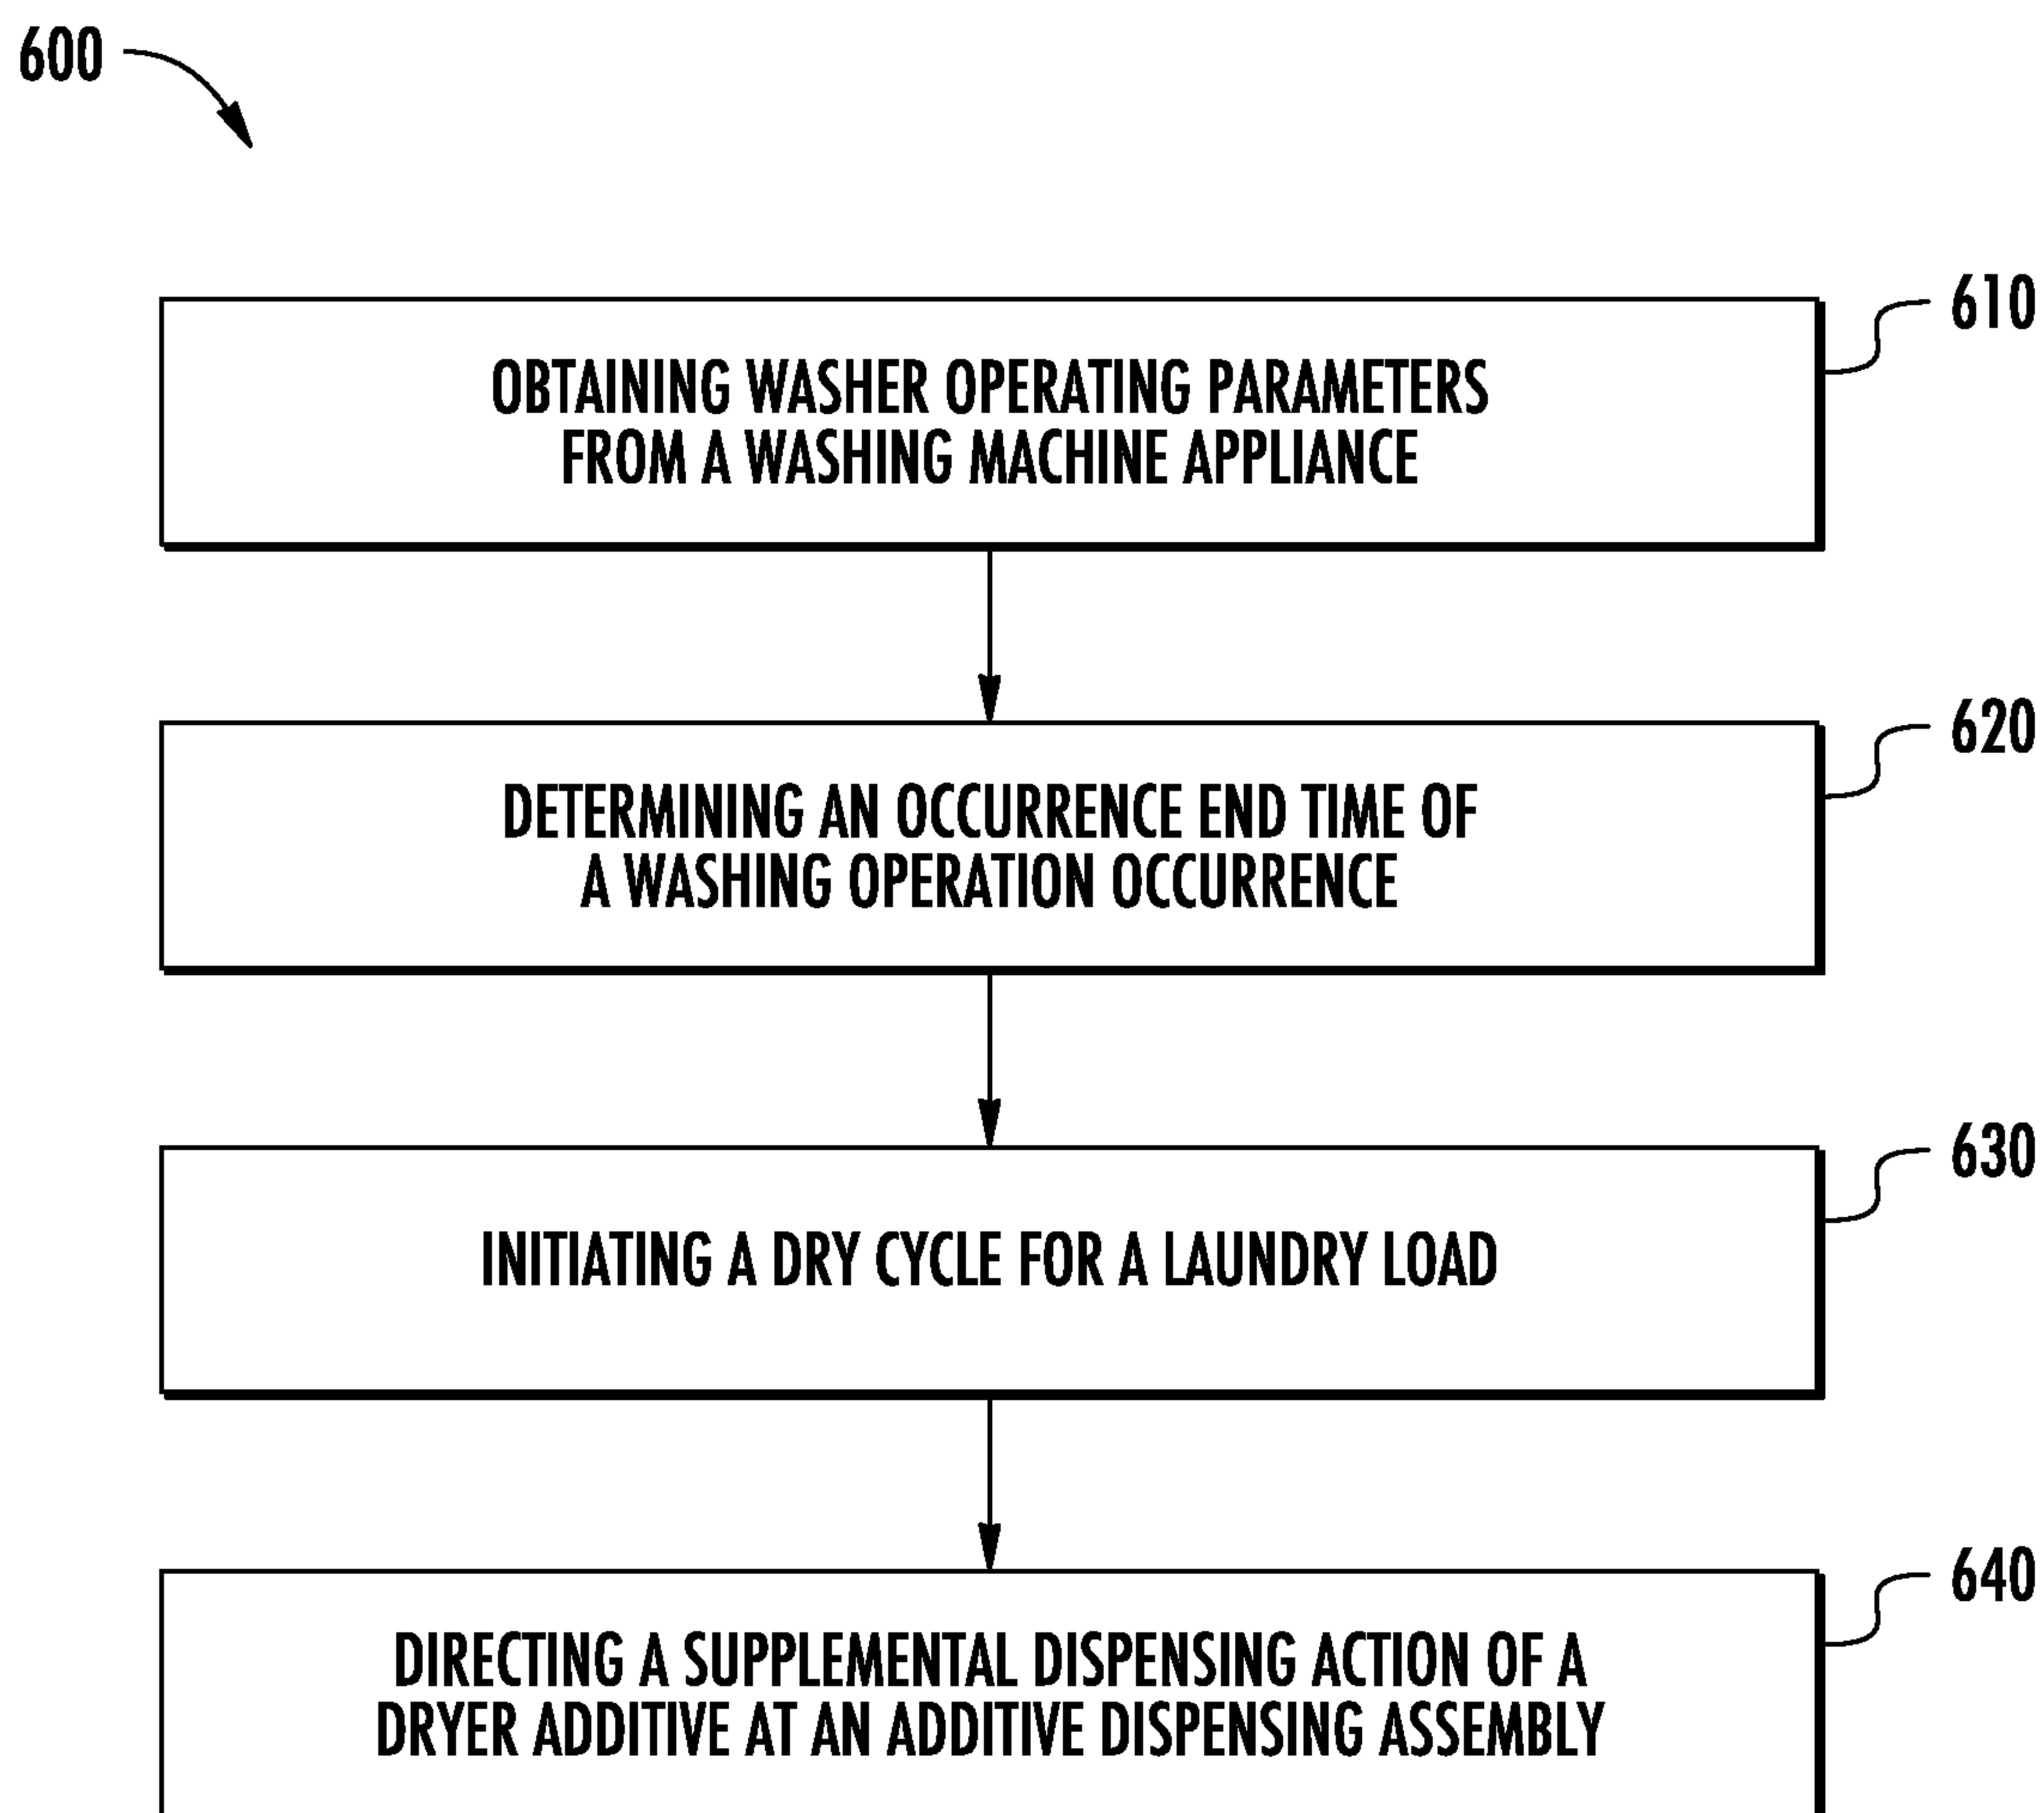 600
610
OBTAINING WASHER OPERATING PARAMETERS
FROM A WASHING MACHINE APPLIANCE
620
DETERMINING AN OCCURRENCE END TIME OF
A WASHING OPERATION OCCURRENCE
630
INITIATING A DRY CYCLE FOR A LAUNDRY LOAD
640
DIRECTING A SUPPLEMENTAL DISPENSING ACTION OF A
DRYER ADDITIVE AT AN ADDITIVE DISPENSING ASSEMBLY